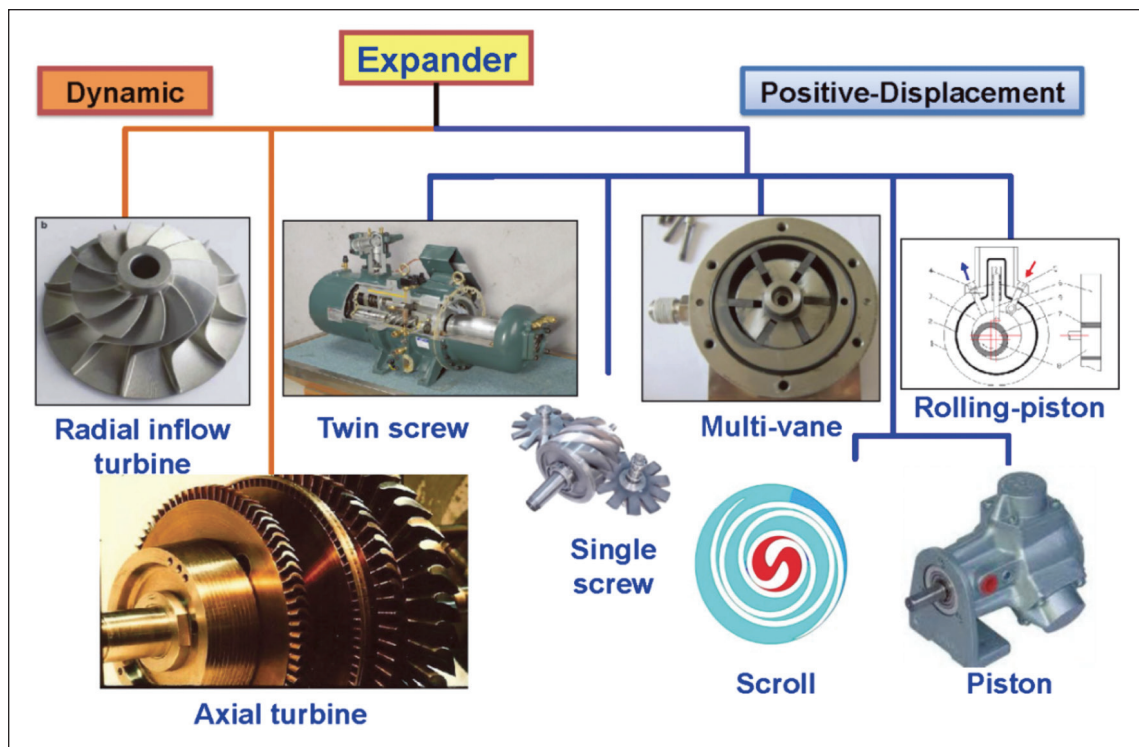 Expander
Dynamic
Positive-Displacement
b
Radial inflow
turbine
Twin screw
Multi-vane
Rolling-piston
Single
screw
Axial turbine
Scroll
Piston